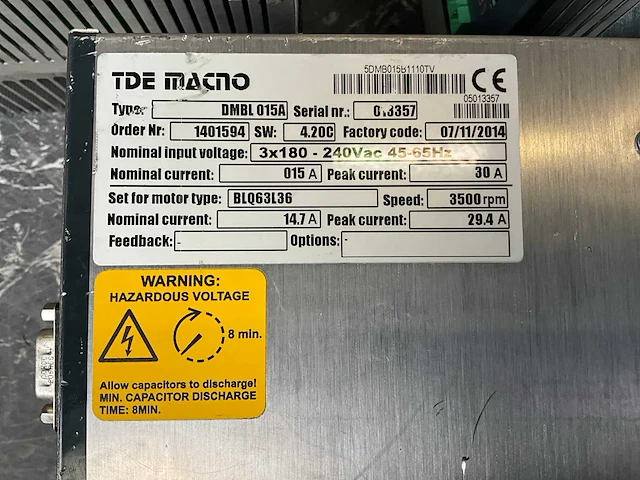 TDE MACNO
5DMB015B1110TV
CE
05013357
Type: DMBL 015A Serial nr.: 013357
Order Nr: 1401594 SW: 4.20C Factory code: 07/11/2014
Nominal input voltage: 3x180 - 240Vac 45-65Hz
Nominal current: 015 A Peak current: 30 A
Set for motor type: BLQ63L36 Speed: 3500 rpm
Nominal current: 14.7 A Peak current: 29.4 A
Feedback: - Options: -
WARNING:
HAZARDOUS VOLTAGE
8 min.
Allow capacitors to discharge!
MIN. CAPACITOR DISCHARGE
TIME: 8MIN.